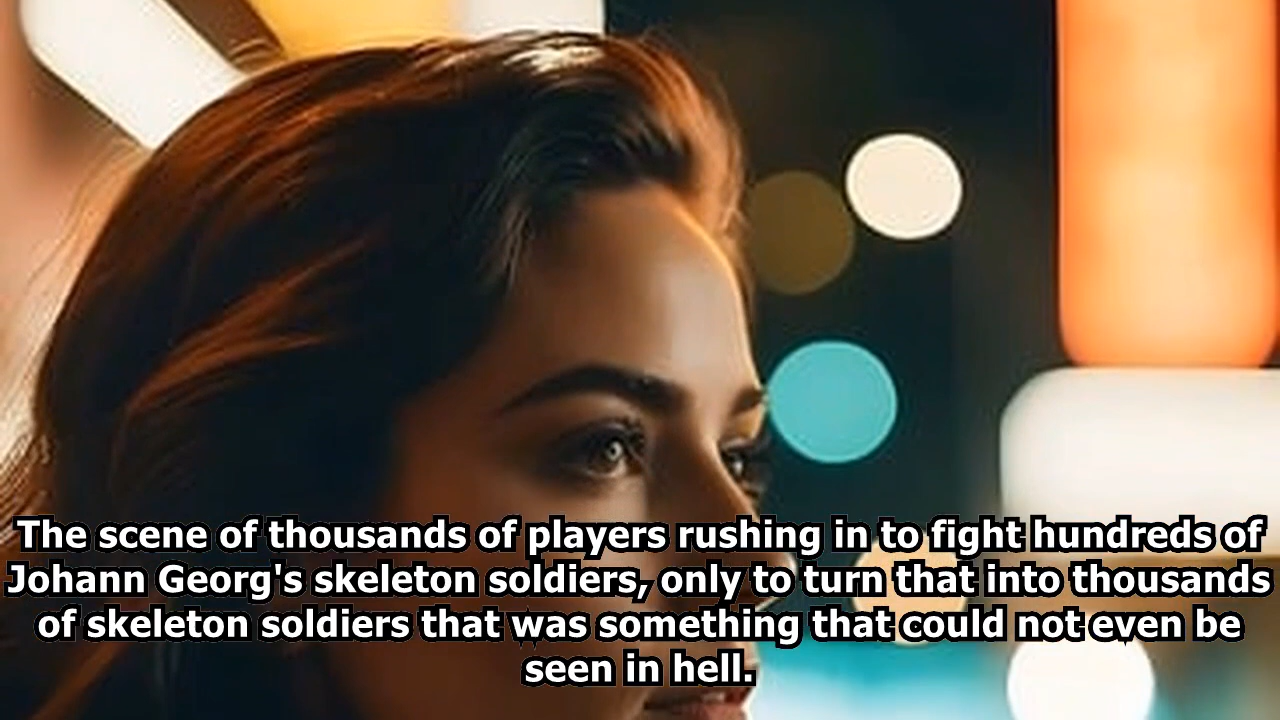 The scene of thousands of players rushing in to fight hundreds of
Johann Georg's skeleton soldiers, only to turn that into thousands
of skeleton soldiers that was something that could not even be
seen in hell.